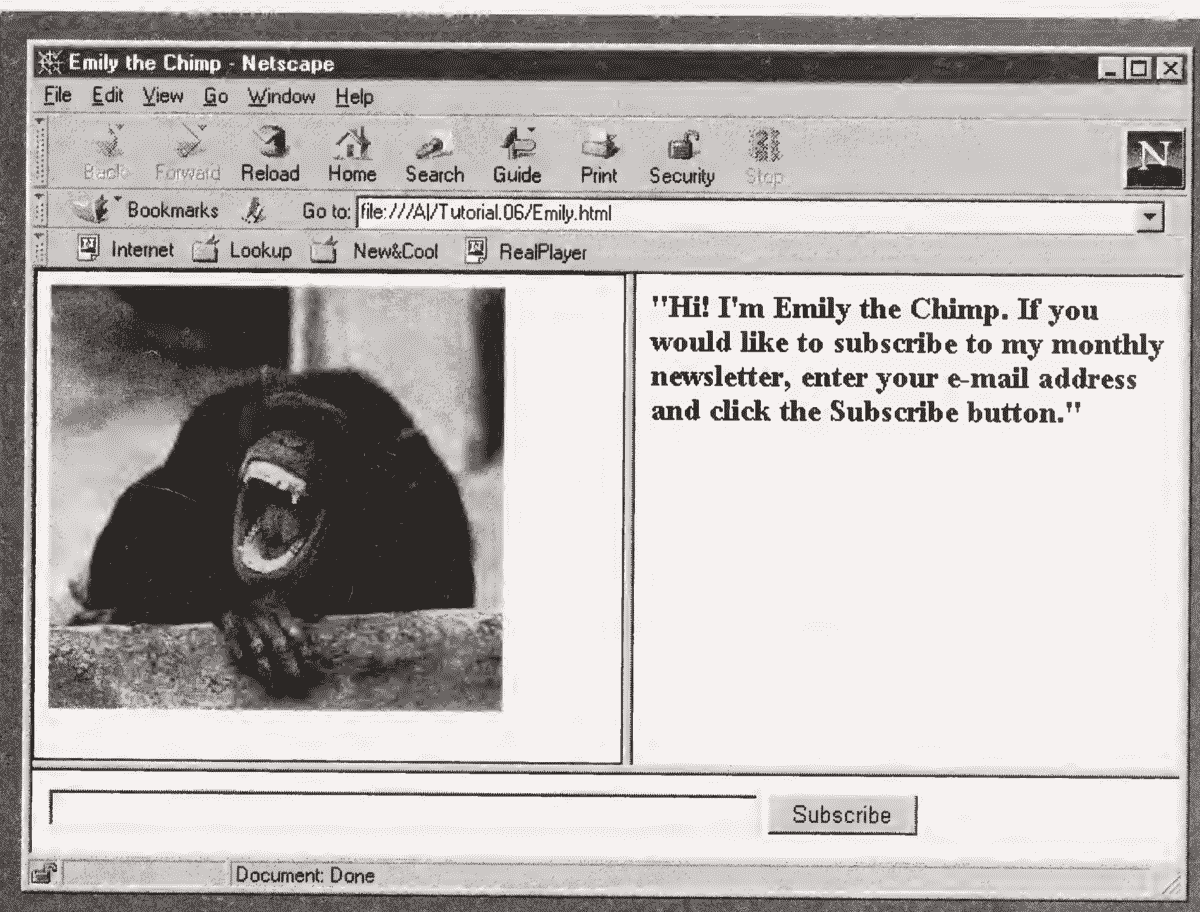 Emily the Chimp - Netscape
File Edit View Go Window Help
Back Forward Reload Home Search Guide Print Security Stop
N
Bookmarks Go to: file:///A|/Tutorial.06/Emily.html
Internet Lookup New&Cool RealPlayer
"Hi! I'm Emily the Chimp. If you
would like to subscribe to my monthly
newsletter, enter your e-mail address
and click the Subscribe button."
Subscribe
Document: Done